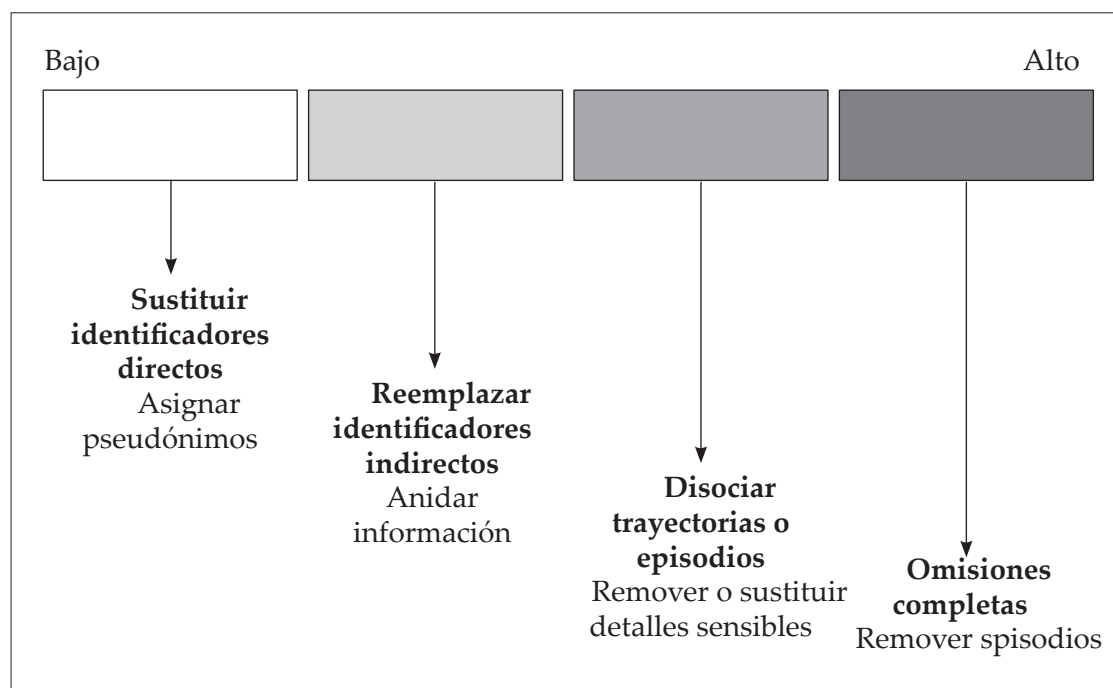 Bajo
Alto
Sustituir
identificadores
directos
Asignar
pseudónimos
Reemplazar
identificadores
indirectos
Anidar
información
Disociar
trayectorias o
episodios
Remover o sustituir
detalles sensibles
Omisiones
completas
Remover spisodios